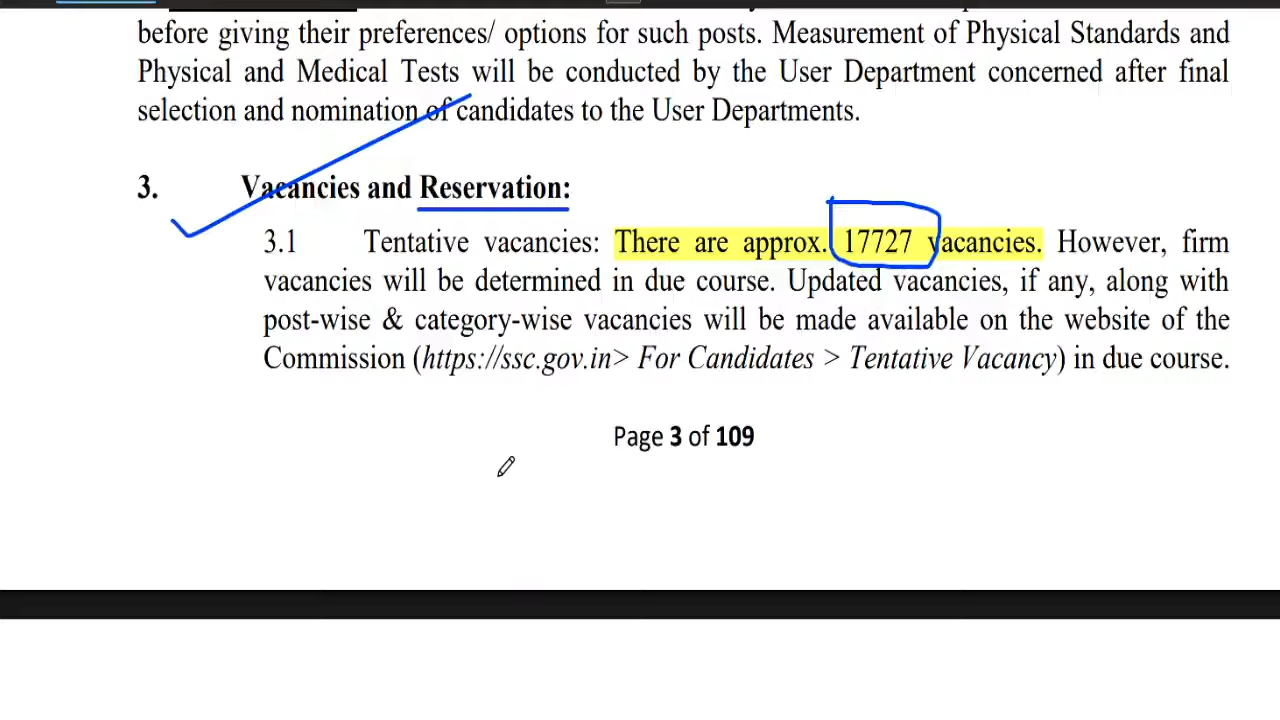 before giving their preferences/ options for such posts. Measurement of Physical Standards and
Physical and Medical Tests will be conducted by the User Department concerned after final
selection and nomination of candidates to the User Departments.
3. Vacancies and Reservation:
3.1 Tentative vacancies: There are approx. 17727 vacancies. However, firm
vacancies will be determined in due course. Updated vacancies, if any, along with
post-wise & category-wise vacancies will be made available on the website of the
Commission (https://ssc.gov.in> For Candidates > Tentative Vacancy) in due course.
Page 3 of 109